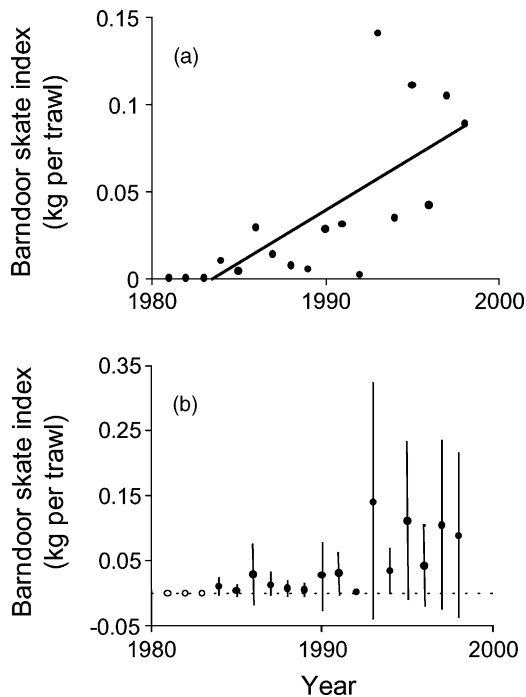 0.15
(a)
0.1
0.05
0
1980
1990
2000
Barndoor skate index
(kg per trawl)
0.35
(b)
0.25
0.15
0.05
-0.05
1980
1990
2000
Barndoor skate index
(kg per trawl)
Year